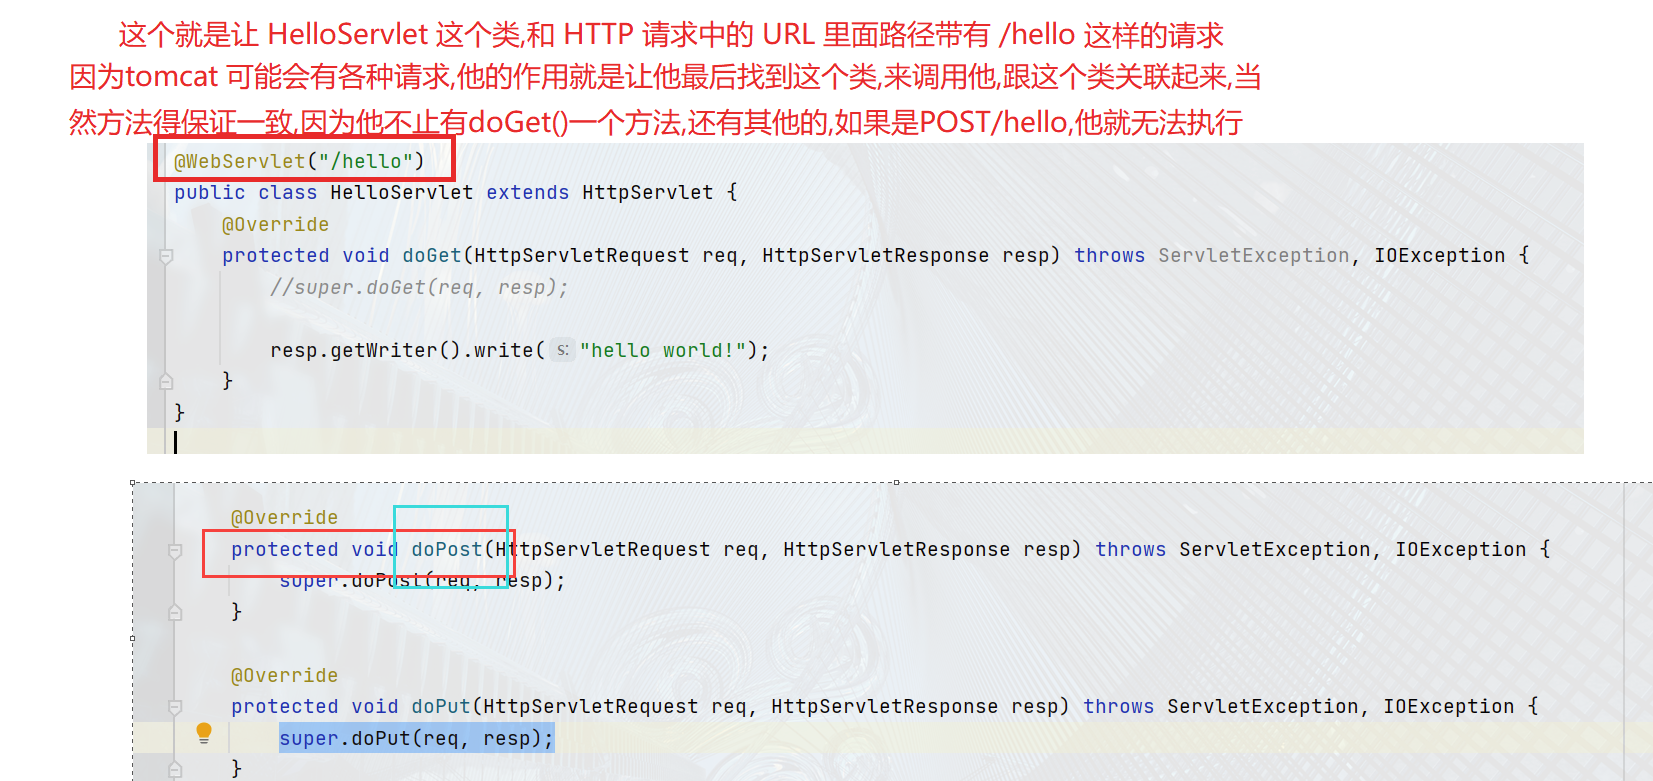 这个就是让 HelloServlet 这个类,和 HTTP 请求中的 URL 里面路径带有 /hello 这样的请求
因为tomcat 可能会有各种请求,他的作用就是让他最后找到这个类,来调用他,跟这个类关联起来,当
然方法得保证一致,因为他不止有doGet()一个方法,还有其他的,如果是POST/hello,他就无法执行
@WebServlet("/hello")
public class HelloServlet extends HttpServlet {
@Override
protected void doGet(HttpServletRequest req, HttpServletResponse resp) throws ServletException, IOException {
//super.doGet(req, resp);
resp.getWriter().write( s: "hello world!");
}
}
@Override
protected void doPost(HttpServletRequest req, HttpServletResponse resp) throws ServletException, IOException {
super.doPost(req, resp);
}
@Override
protected void doPut(HttpServletRequest req, HttpServletResponse resp) throws ServletException, IOException {
super.doPut(req, resp);
}